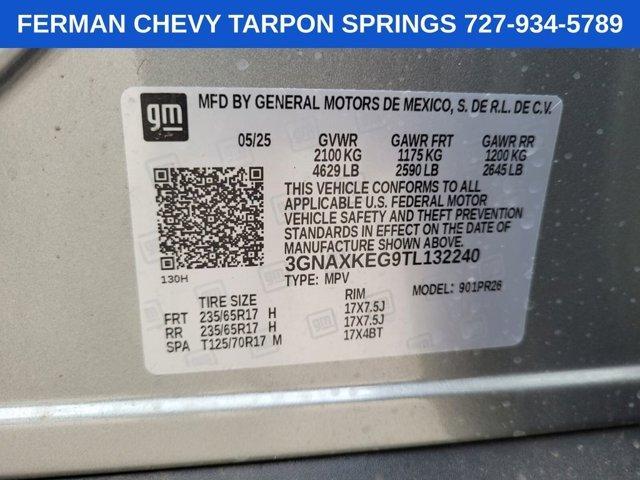 FERMAN CHEVY TARPON SPRINGS 727-934-5789
gm
MFD BY GENERAL MOTORS DE MEXICO, S. DE R.L. DE C.V.
05/25 GVWR GAWR FRT GAWR RR
2100 KG 1175 KG 1200 KG
4629 LB 2590 LB 2645 LB
THIS VEHICLE CONFORMS TO ALL
APPLICABLE U.S. FEDERAL MOTOR
VEHICLE SAFETY AND THEFT PREVENTION
STANDARDS IN EFFECT ON THE DATE OF
MANUFACTURE SHOWN ABOVE.
130H
3GNAXKEG9TL132240
TYPE: MPV MODEL: 901PR26
TIRE SIZE RIM
FRT 235/65R17 H 17X7.5J
RR 235/65R17 H 17X7.5J
SPA T125/70R17 M 17X4BT